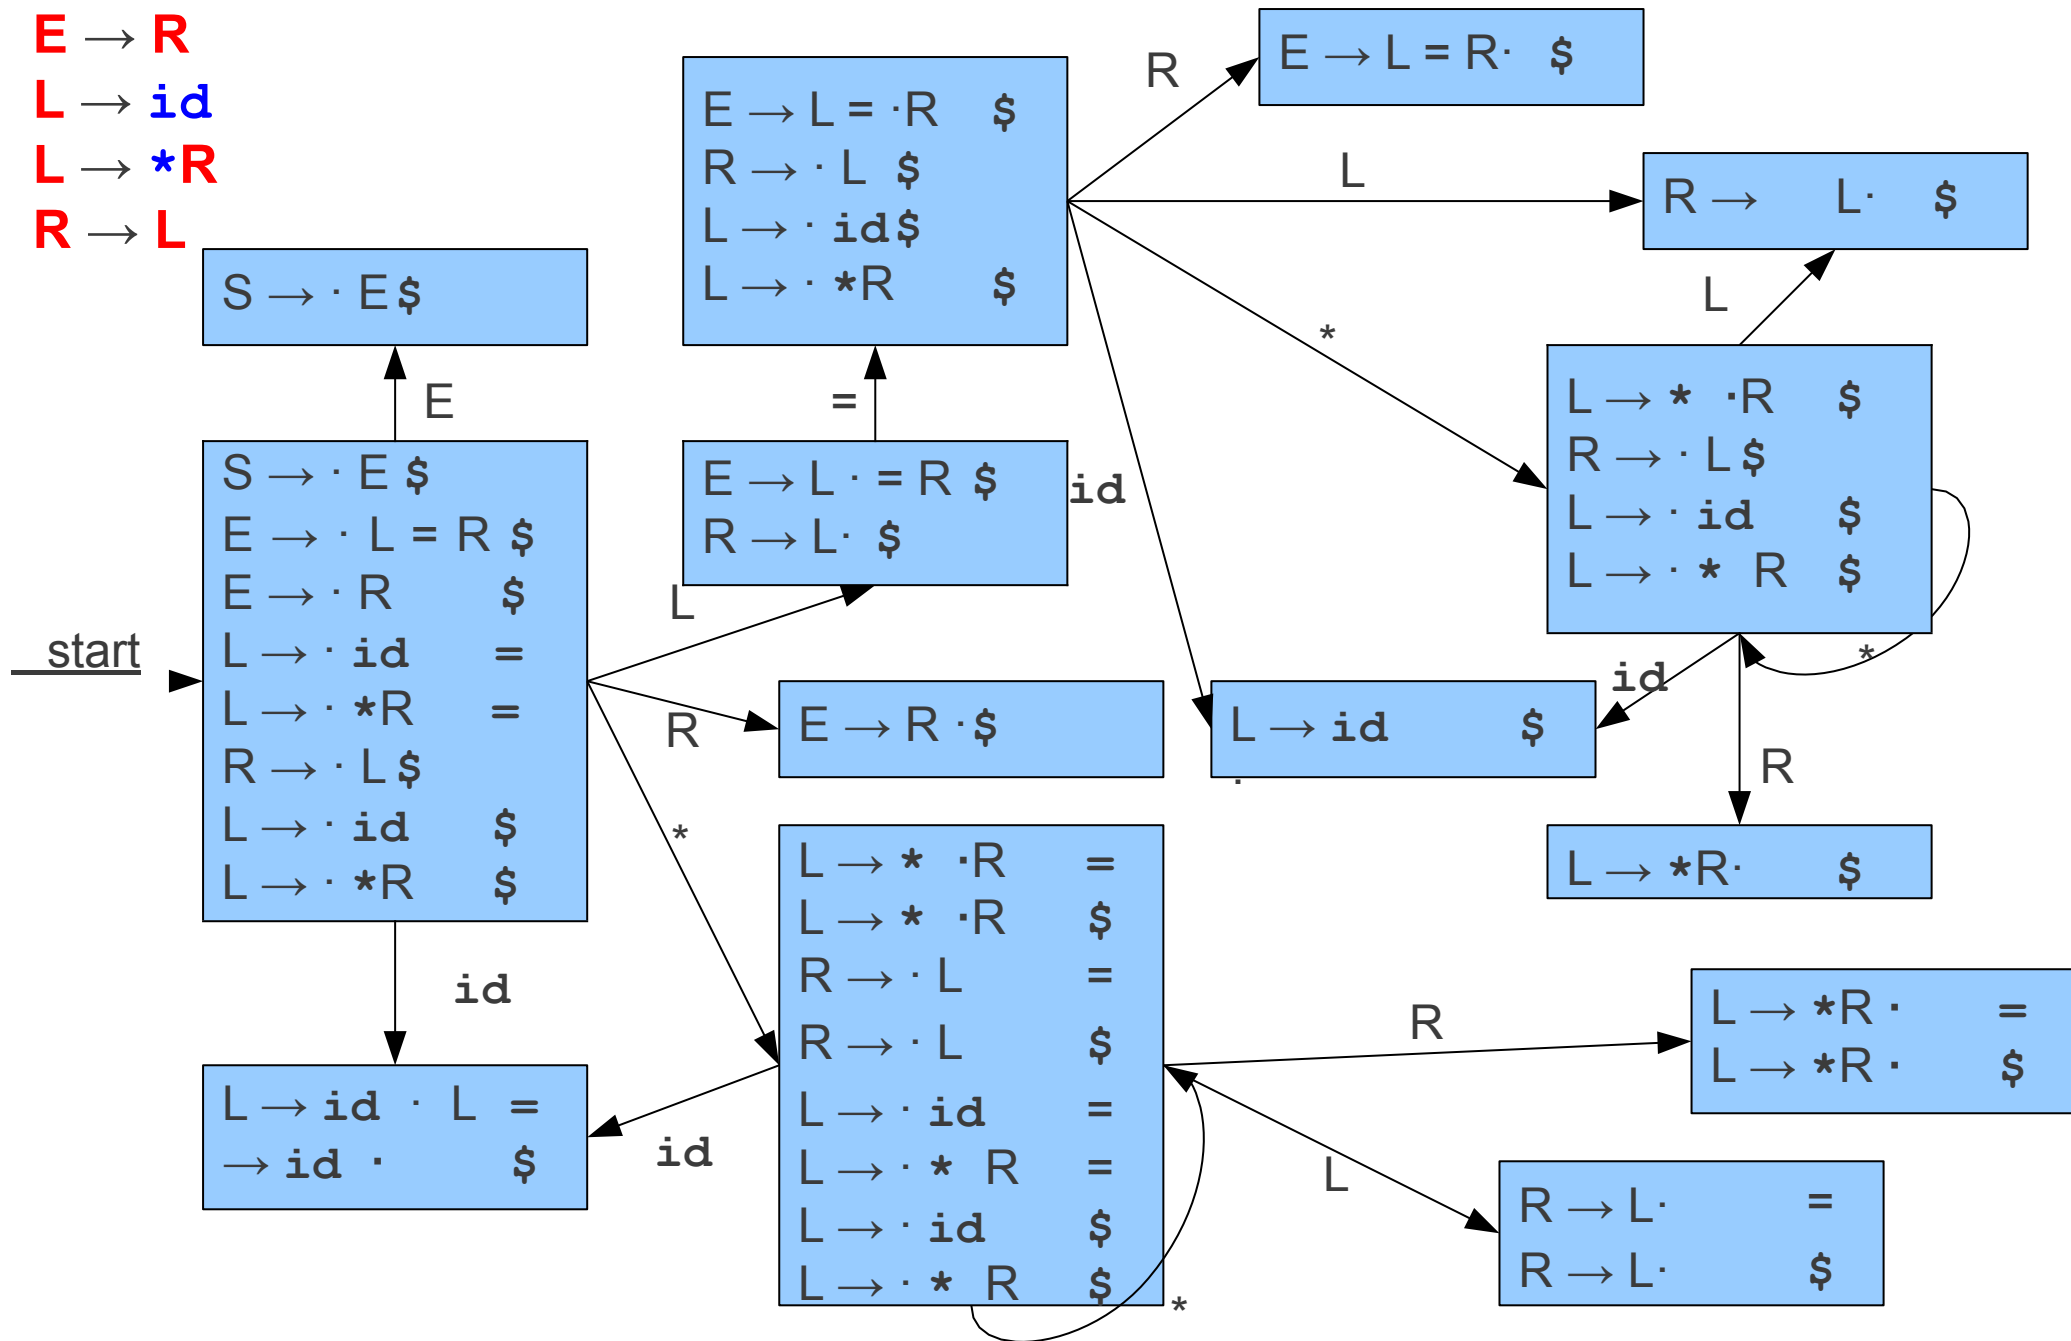 E → R
L → id
L → *R
R → L
S → · E $
E
S → · E $
E → · L = R $
E → · R $
L → · id =
L → · *R =
R → · L $
L → · id $
L → · *R $
start
id
L → id · L =
→ id · $
E → L = · R $
R → · L $
L → · id $
L → · *R $
=
E → L · = R $
R → L · $
L
R
*
id
E → R · $
L → * · R =
L → * · R $
R → · L =
R → · L $
L → · id =
L → · * R =
L → · id $
L → · * R $
*
id
R
L
*
E → L = R · $
R → L · $
L
L → * · R $
R → · L $
L → · id $
L → · * R $
*
id
R
L → id $
·
L → *R · $
R
L → *R · =
L → *R · $
L
R → L · =
R → L · $